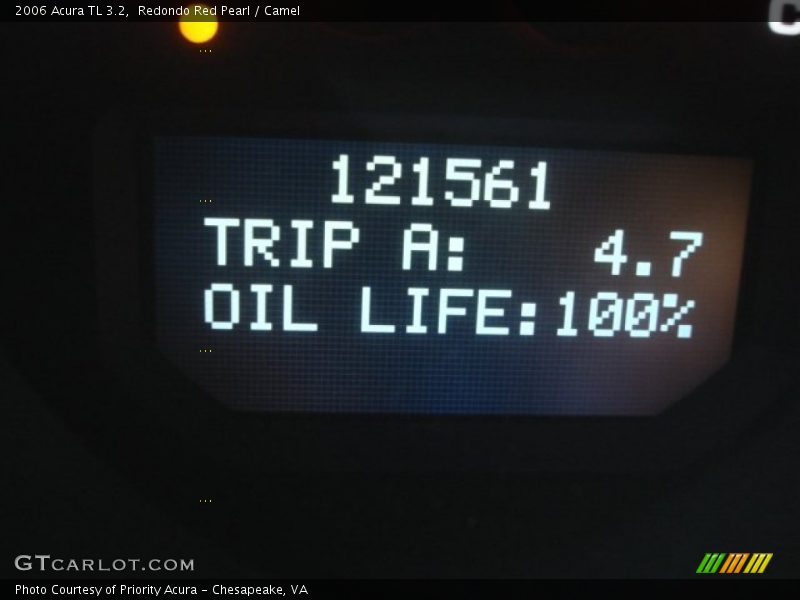 2006 Acura TL 3.2,  Redondo Red Pearl / Camel
121561
TRIP A: 4.7
OIL LIFE:100%
GTCARLOT.COM
Photo Courtesy of Priority Acura - Chesapeake, VA